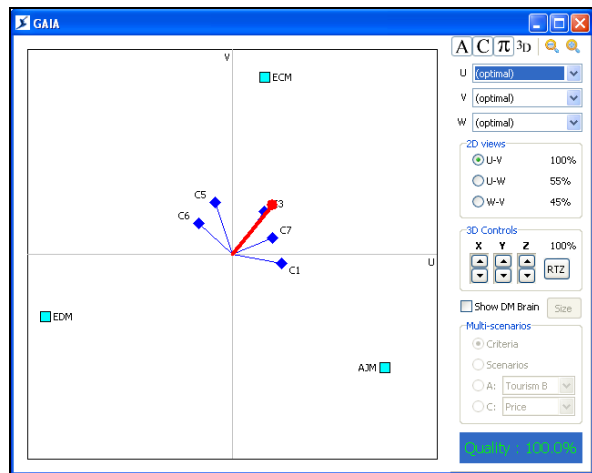 GAIA
A C π 3D
V
ECM
U (optimal)
V (optimal)
W (optimal)
2D views
U-V 100%
U-W 55%
W-V 45%
C5
C6
C7
C1
U
3D Controls
X Y Z 100%
RTZ
Show DM Brain Size
Multi-scenarios
Criteria
Scenarios
A: Tourism B
C: Price
EDM
AJM
Quality : 100.0%